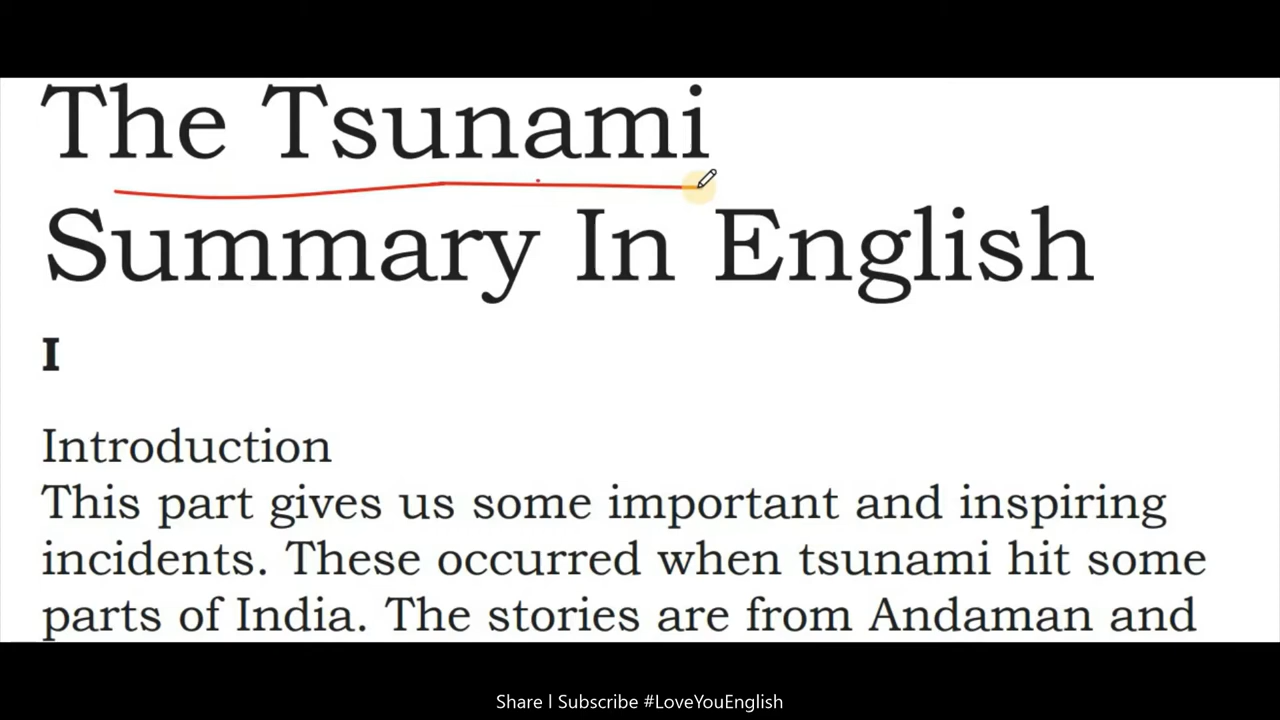 The Tsunami
Summary In English
I
Introduction
This part gives us some important and inspiring
incidents. These occurred when tsunami hit some
parts of India. The stories are from Andaman and
Share l Subscribe #LoveYouEnglish